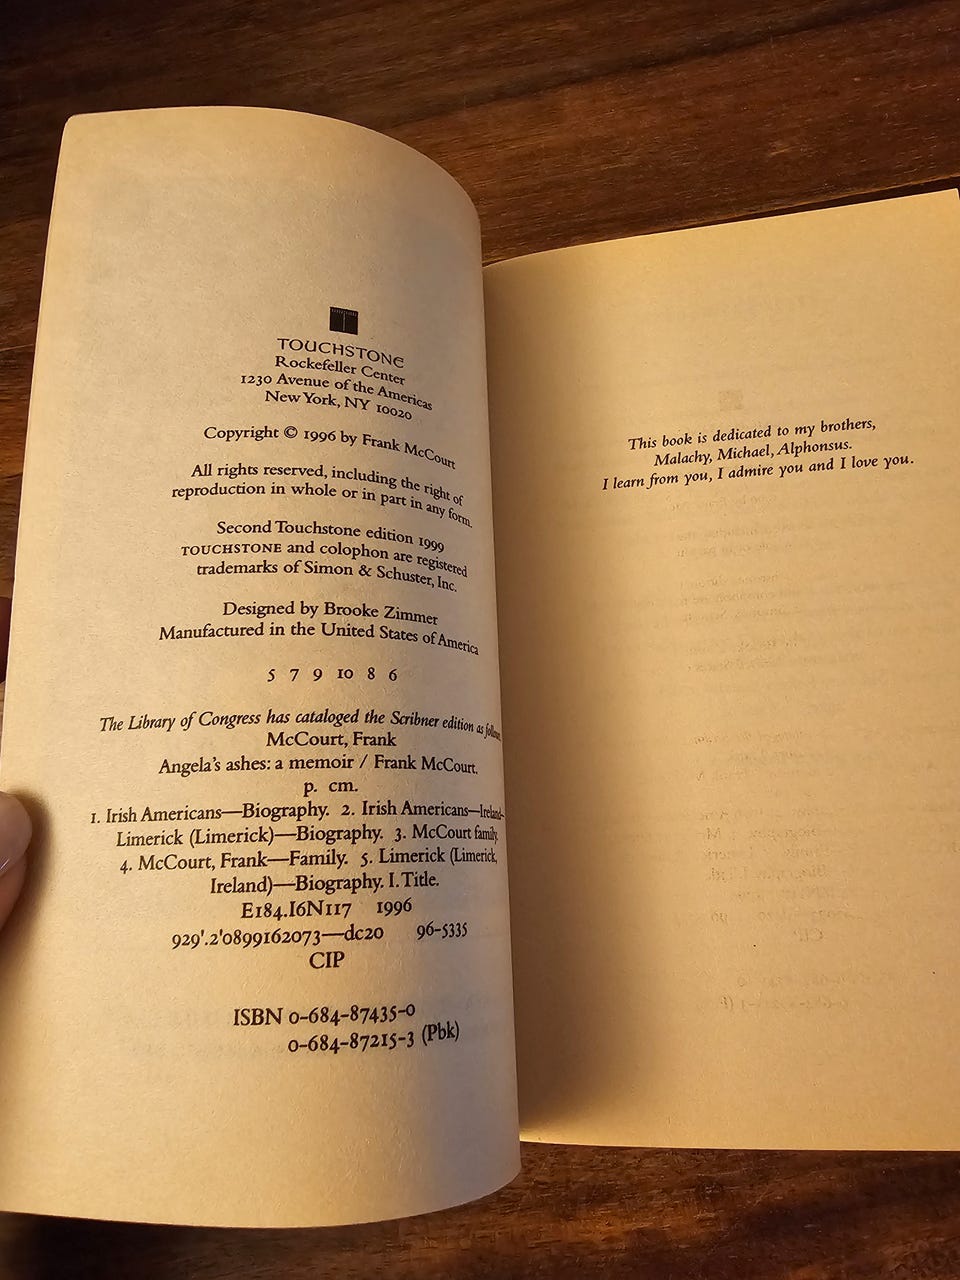 TOUCHSTONE
Rockefeller Center
1230 Avenue of the Americas
New York, NY 10020
Copyright © 1996 by Frank McCourt
All rights reserved, including the right of
reproduction in whole or in part in any form.
Second Touchstone edition 1999
TOUCHSTONE and colophon are registered
trademarks of Simon & Schuster, Inc.
Designed by Brooke Zimmer
Manufactured in the United States of America
5 7 9 10 8 6
The Library of Congress has cataloged the Scribner edition as
McCourt, Frank
Angela's ashes: a memoir / Frank McCourt.
p. cm.
1. Irish Americans—Biography. 2. Irish Americans—Ireland—
Limerick (Limerick)—Biography. 3. McCourt family.
4. McCourt, Frank—Family. 5. Limerick (Limerick,
Ireland)—Biography. I. Title.
E184.I6N117 1996
929'.2'0899162073—dc20 96-5335
CIP
ISBN 0-684-87435-0
0-684-87215-3 (Pbk)
This book is dedicated to my brothers,
Malachy, Michael, Alphonsus.
I learn from you, I admire you and I love you.